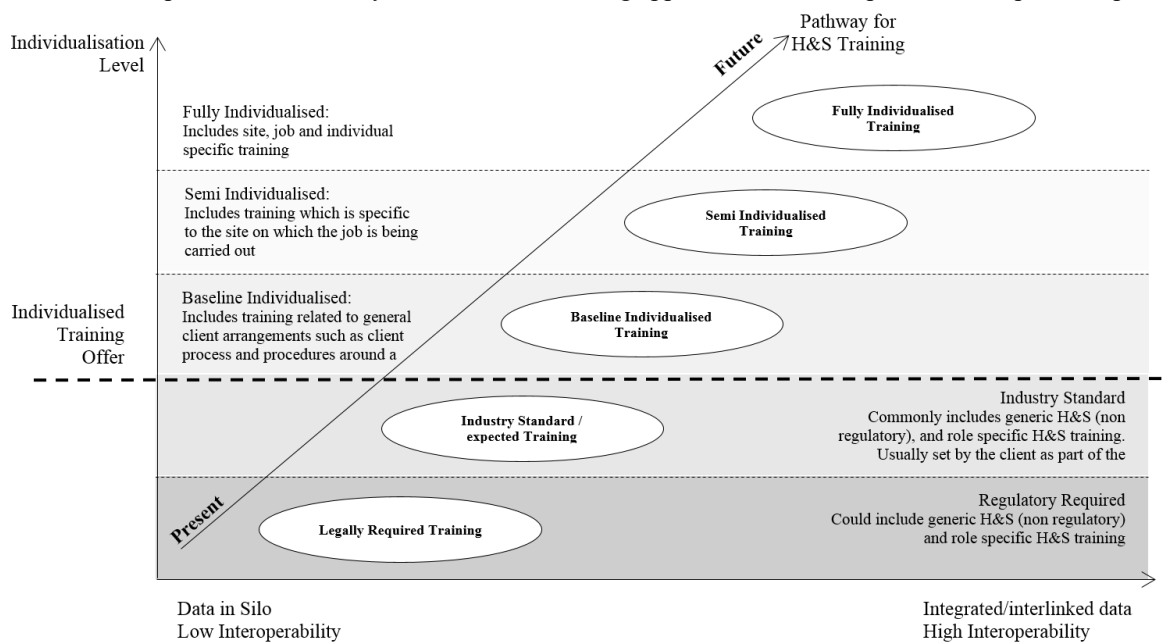 Individualisation
Level
Pathway for
H&S Training
Future
Fully Individualised:
Includes site, job and individual
specific training
Fully Individualised
Training
Semi Individualised:
Includes training which is specific
to the site on which the job is being
carried out
Semi Individualised
Training
Individualised
Training
Offer
Baseline Individualised:
Includes training related to general
client arrangements such as client
process and procedures around a
Baseline Individualised
Training
Industry Standard /
expected Training
Industry Standard
Commonly includes generic H&S (non
regulatory), and role specific H&S training.
Usually set by the client as part of the
Present
Legally Required Training
Regulatory Required
Could include generic H&S (non regulatory)
and role specific H&S training
Data in Silo
Low Interoperability
Integrated/interlinked data
High Interoperability